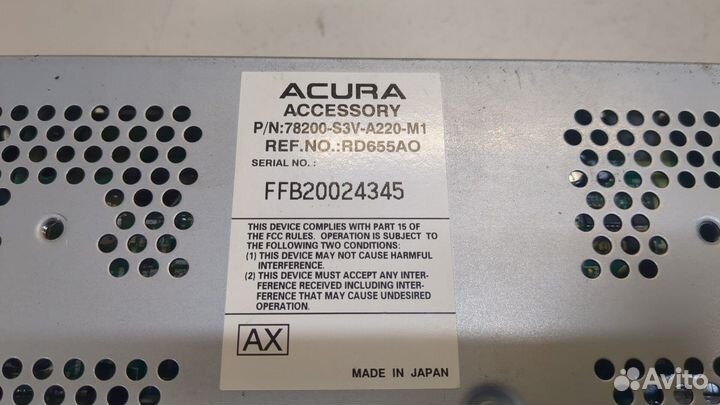 ACURA
ACCESSORY
P/N:78200-S3V-A220-M1
REF.NO.:RD655AO
SERIAL NO.:
FFB20024345
THIS DEVICE COMPLIES WITH PART 15 OF
THE FCC RULES. OPERATION IS SUBJECT TO
THE FOLLOWING TWO CONDITIONS:
(1) THIS DEVICE MAY NOT CAUSE HARMFUL
INTERFERENCE.
(2) THIS DEVICE MUST ACCEPT ANY INTER-
FERENCE RECEIVED INCLUDING INTER-
FERENCE THAT MAY CAUSE UNDESIRED
OPERATION.
AX
MADE IN JAPAN
Avito